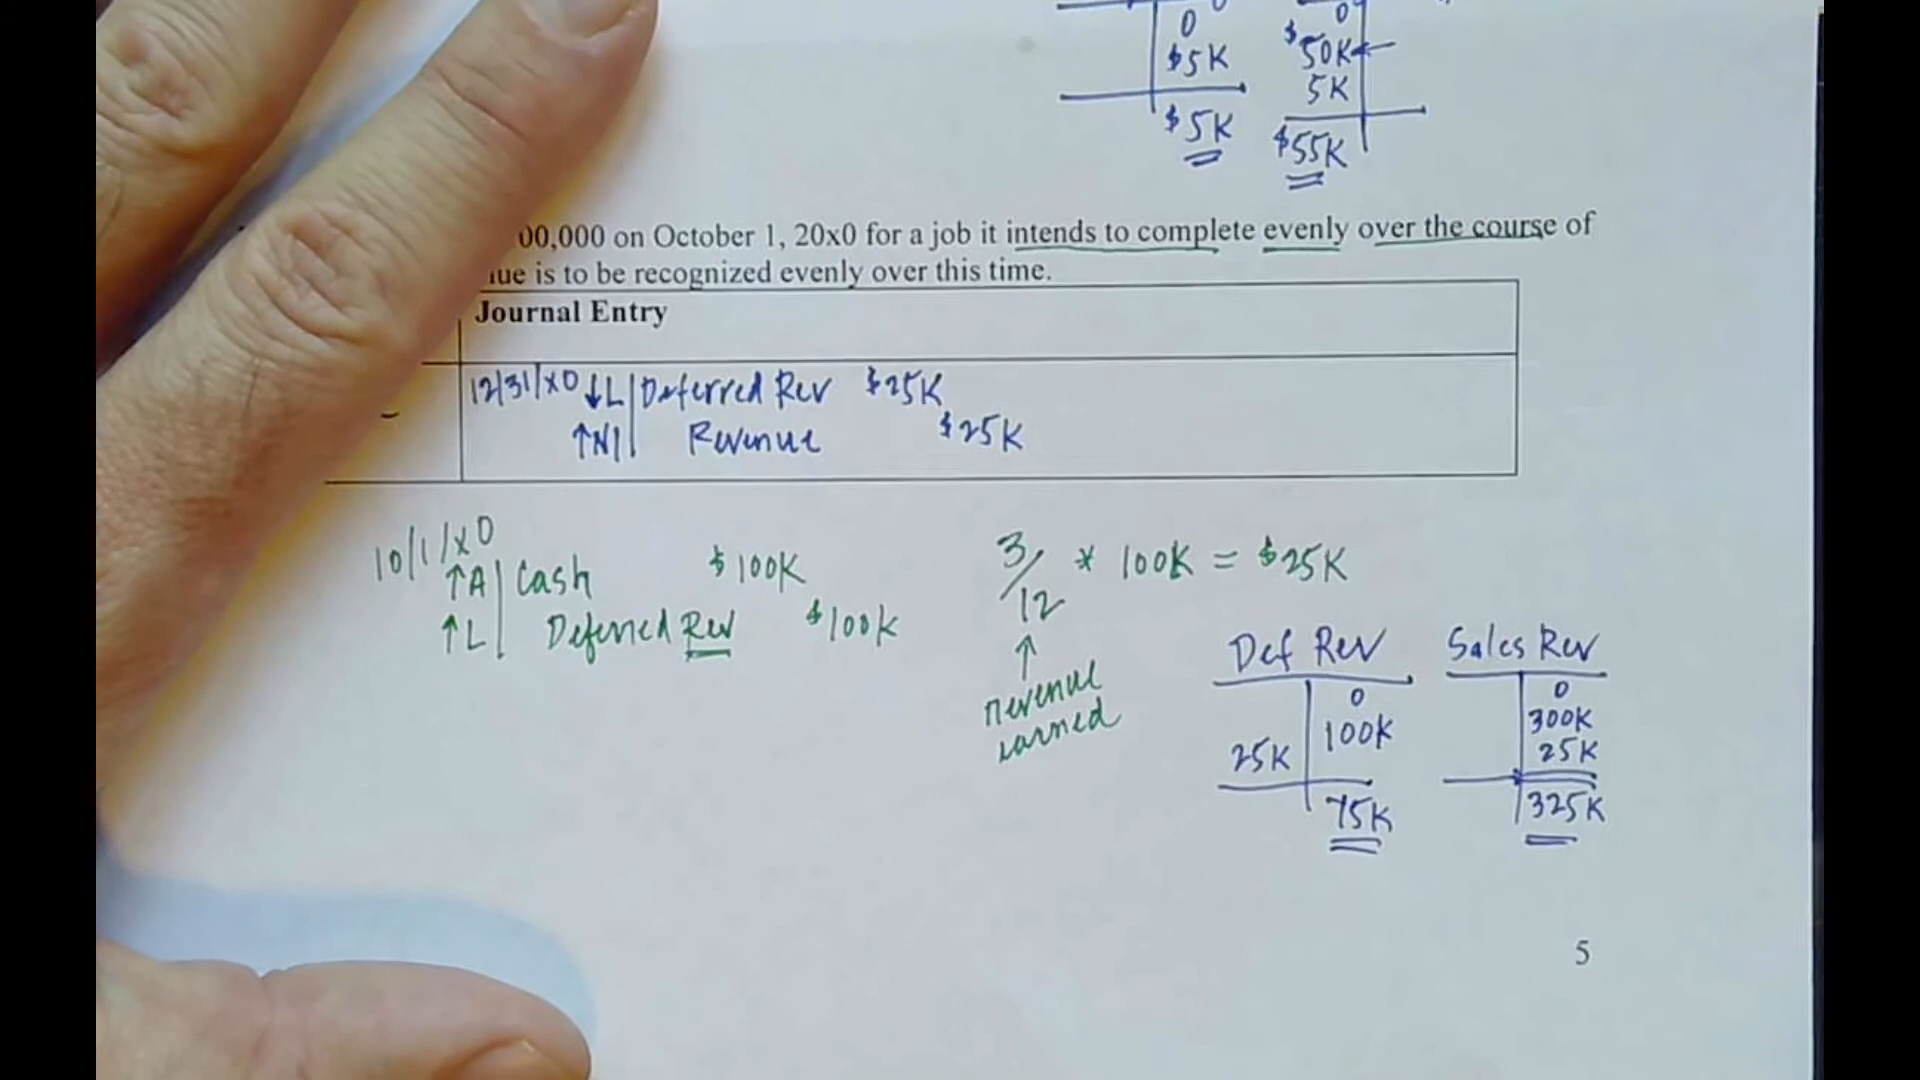 0 0
$5K $50K
5K
$5K $55K
00,000 on October 1, 20x0 for a job it intends to complete evenly over the course of
nue is to be recognized evenly over this time.
Journal Entry
12/31/x0 ↓L Deferred Rev $25K
↑NI Revenue $25K
10/1/x0
↑A Cash $100K
↑L Deferred Rev $100K
3/12 * 100K = $25K
↑
revenue
earned
Def Rev Sales Rev
0 0
100K 300K
25K 25K
75K 325K
5